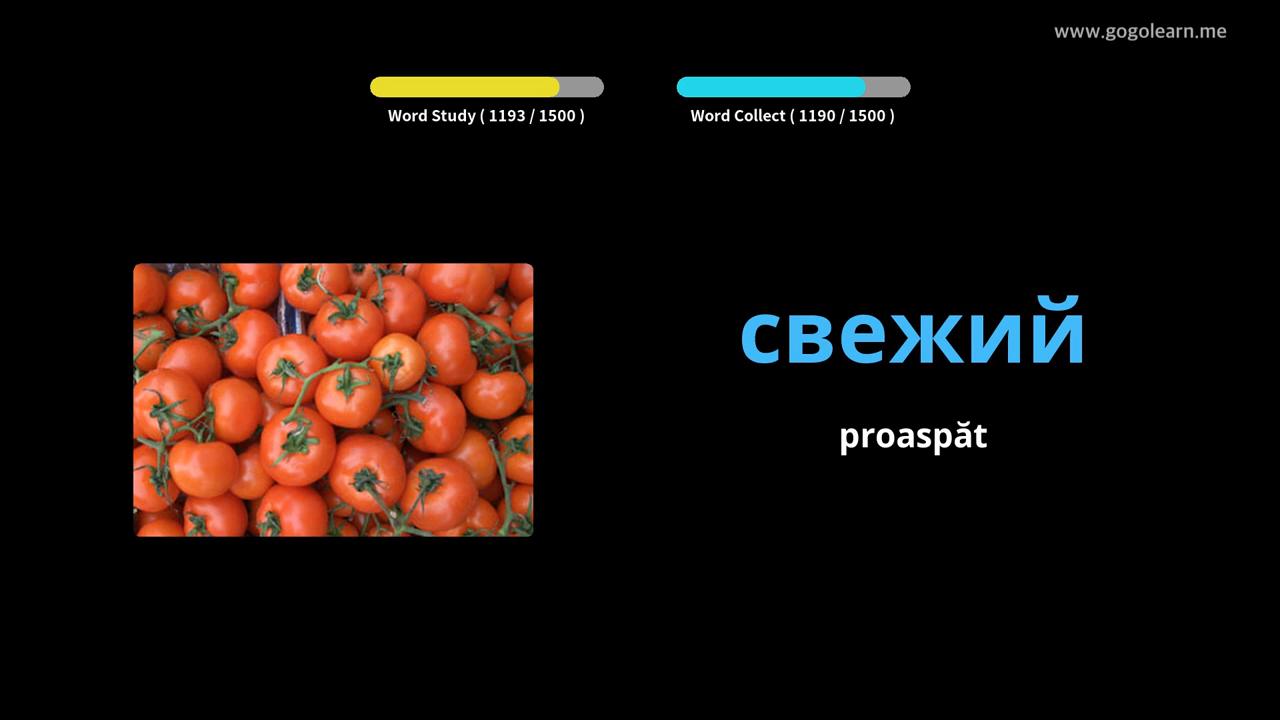 www.gogolearn.me
Word Study ( 1193 / 1500 )
Word Collect ( 1190 / 1500 )
свежий
proaspăt